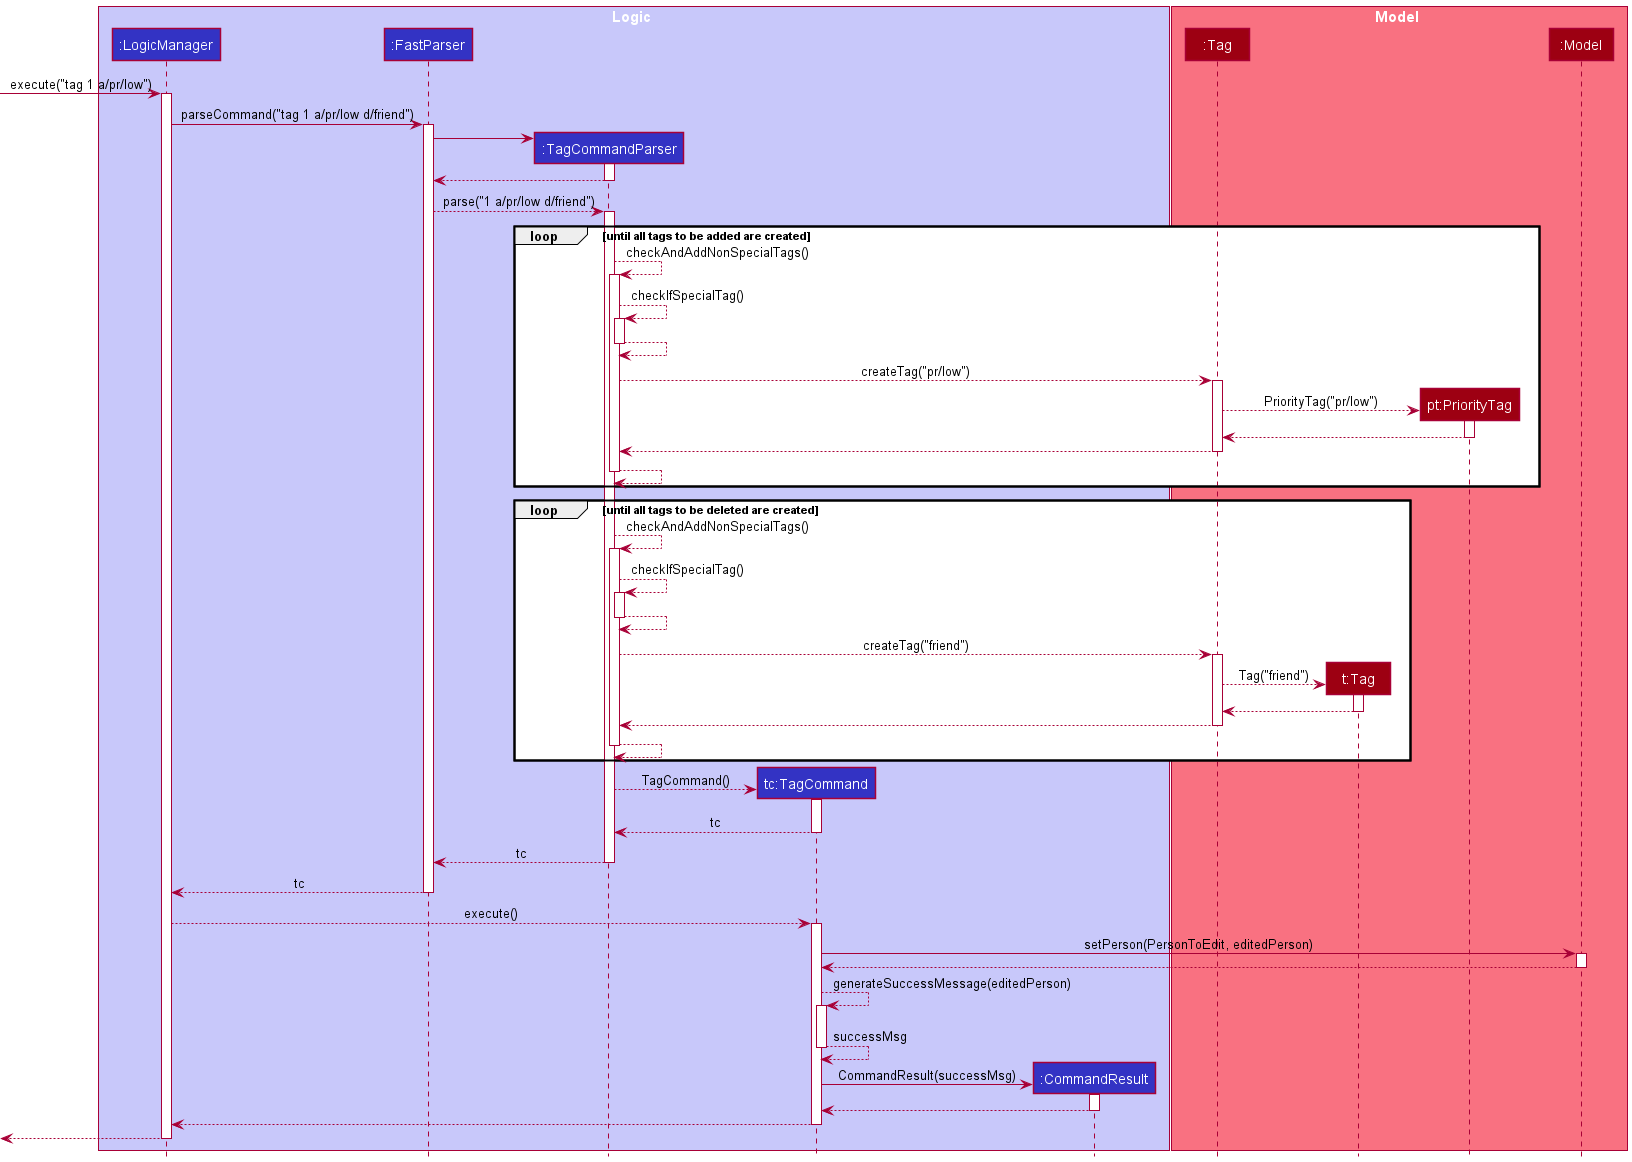 Logic
Model
:LogicManager
:FastParser
:Tag
:Model
execute("tag 1 a/pr/low")
parseCommand("tag 1 a/pr/low d/friend")
:TagCommandParser
parse("1 a/pr/low d/friend")
loop
[until all tags to be added are created]
checkAndAddNonSpecialTags()
checkIfSpecialTag()
createTag("pr/low")
PriorityTag("pr/low")
pt:PriorityTag
loop
[until all tags to be deleted are created]
checkAndAddNonSpecialTags()
checkIfSpecialTag()
createTag("friend")
Tag("friend")
t:Tag
TagCommand()
tc:TagCommand
tc
tc
tc
execute()
setPerson(PersonToEdit, editedPerson)
generateSuccessMessage(editedPerson)
successMsg
CommandResult(successMsg)
:CommandResult